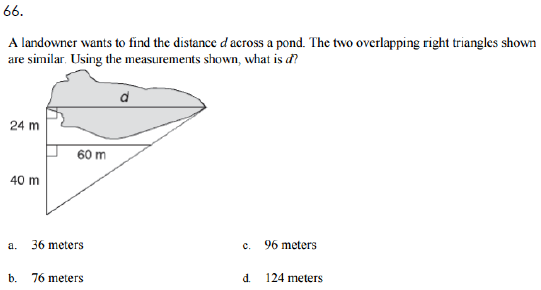 66.
A landowner wants to find the distance d across a pond. The two overlapping right triangles shown
are similar. Using the measurements shown, what is d?
d
24 m
60 m
40 m
a. 36 meters c. 96 meters
b. 76 meters d. 124 meters